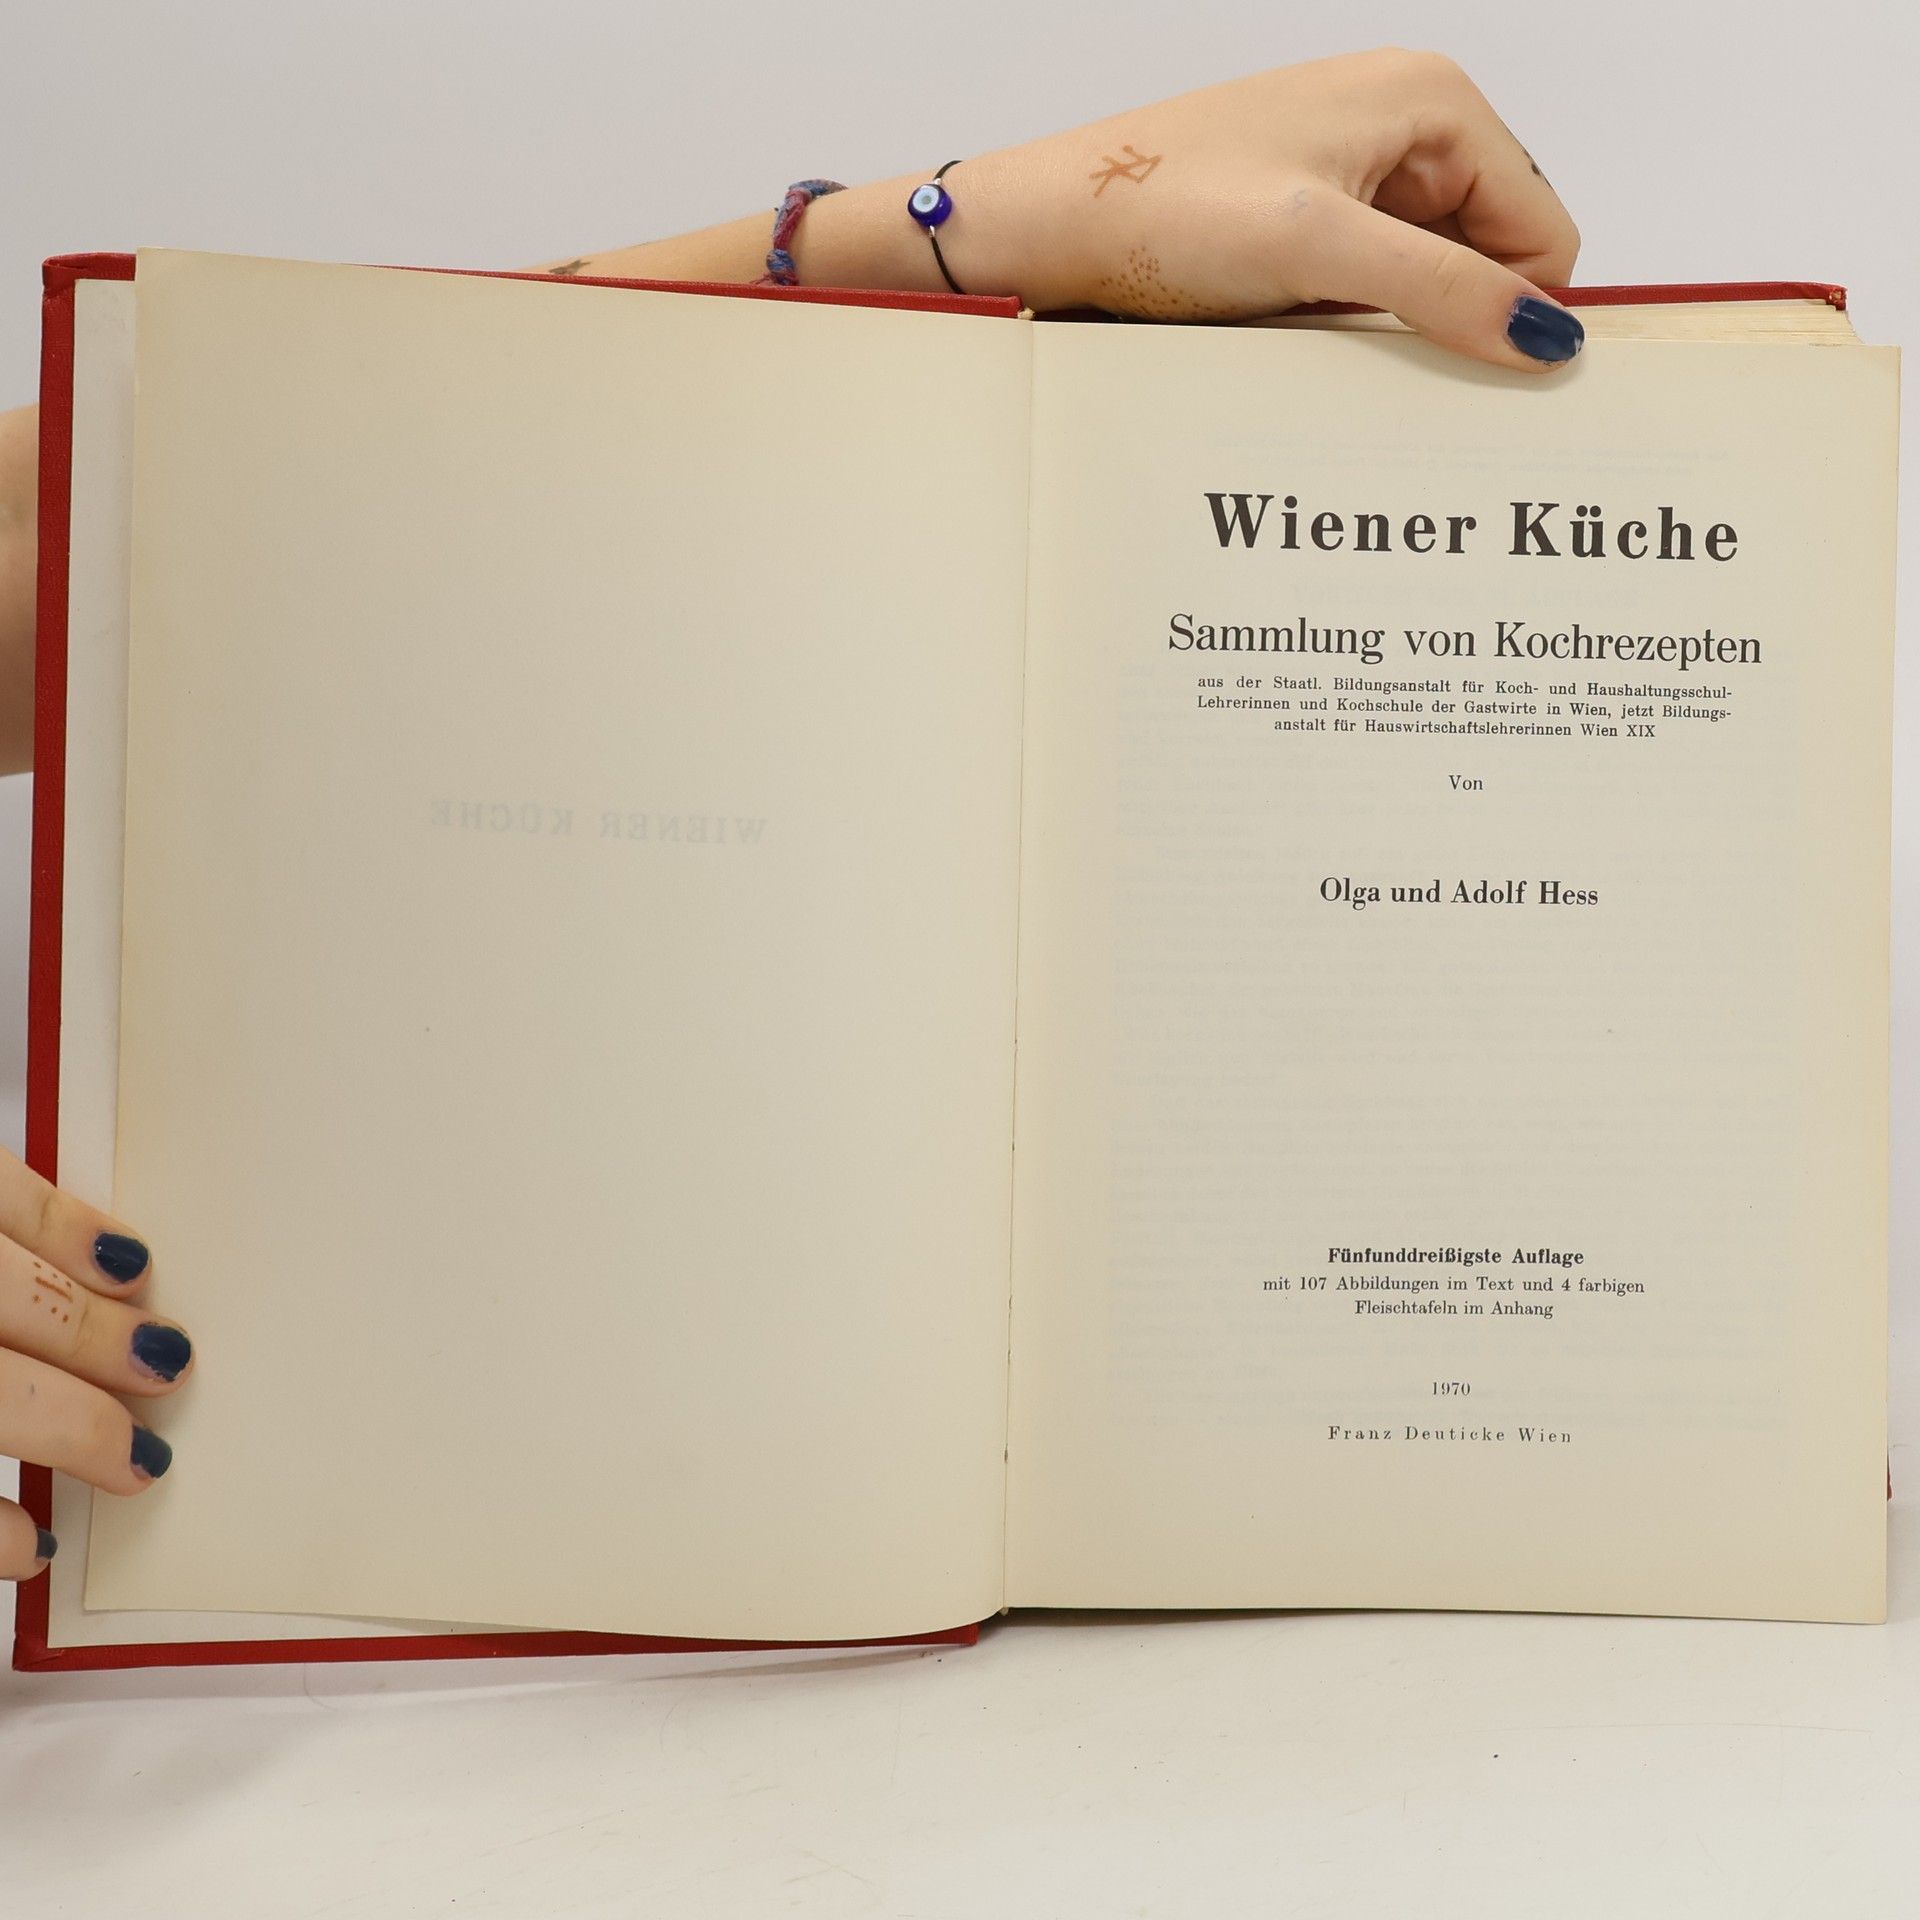 WIENER KÜCHE
Wiener Küche
Sammlung von Kochrezepten
aus der Staatl. Bildungsanstalt für Koch- und Haushaltungsschul-
Lehrerinnen und Kochschule der Gastwirte in Wien, jetzt Bildungs-
anstalt für Hauswirtschaftslehrerinnen Wien XIX
Von
Olga und Adolf Hess
Fünfunddreißigste Auflage
mit 107 Abbildungen im Text und 4 farbigen
Fleischtafeln im Anhang
1970
Franz Deuticke Wien